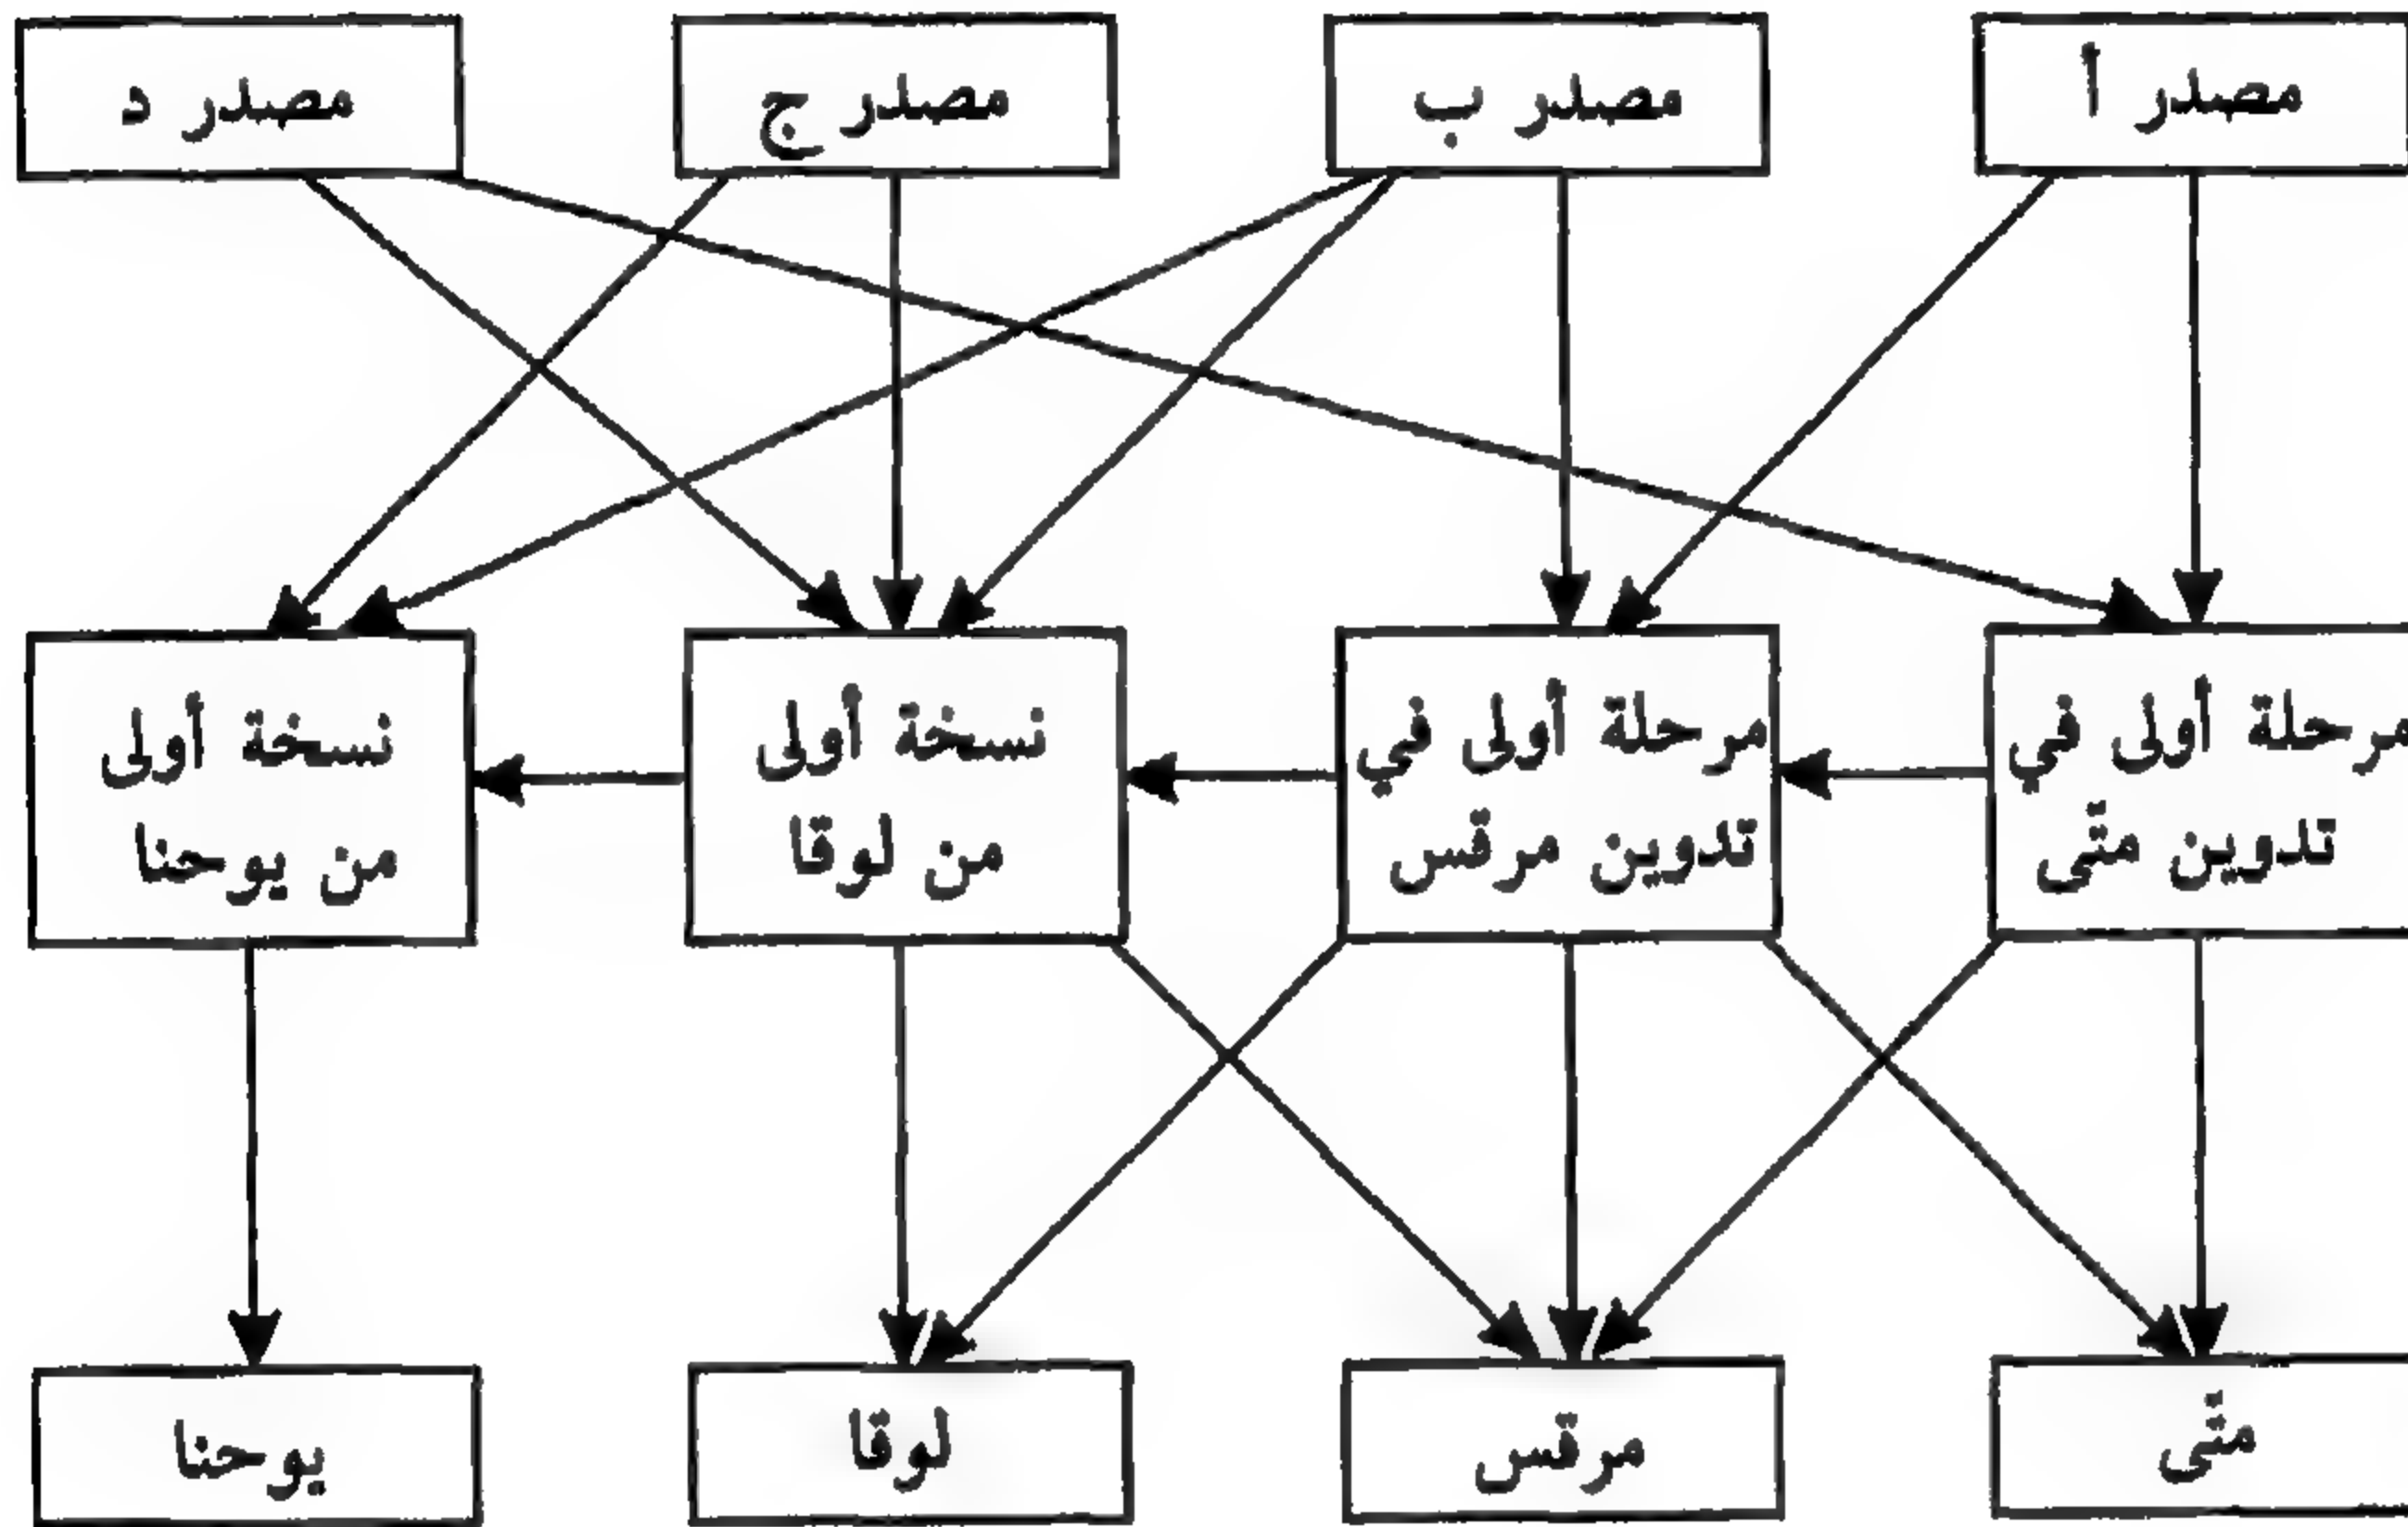 مصدر أ
مصدر ب
مصدر ج
مصدر د
مرحلة أولى في
تدوين متّى
مرحلة أولى في
تدوين مرقس
نسخة أولى
من لوقا
نسخة أولى
من يوحنا
متّى
مرقس
لوقا
يوحنا